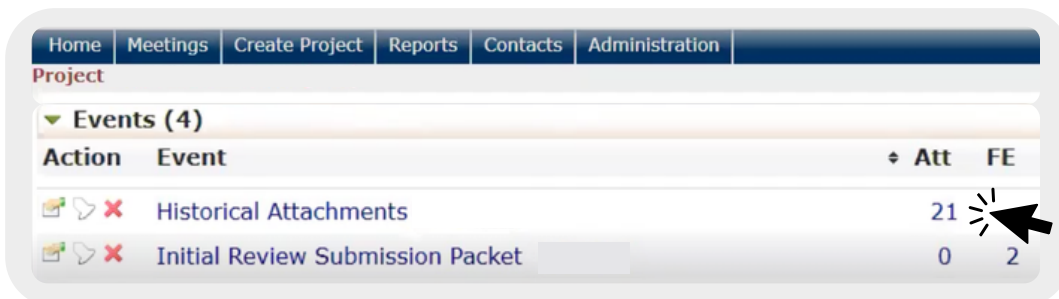 Home Meetings Create Project Reports Contacts Administration
Project
Events (4)
Action Event Att FE
Historical Attachments 21
Initial Review Submission Packet 0 2